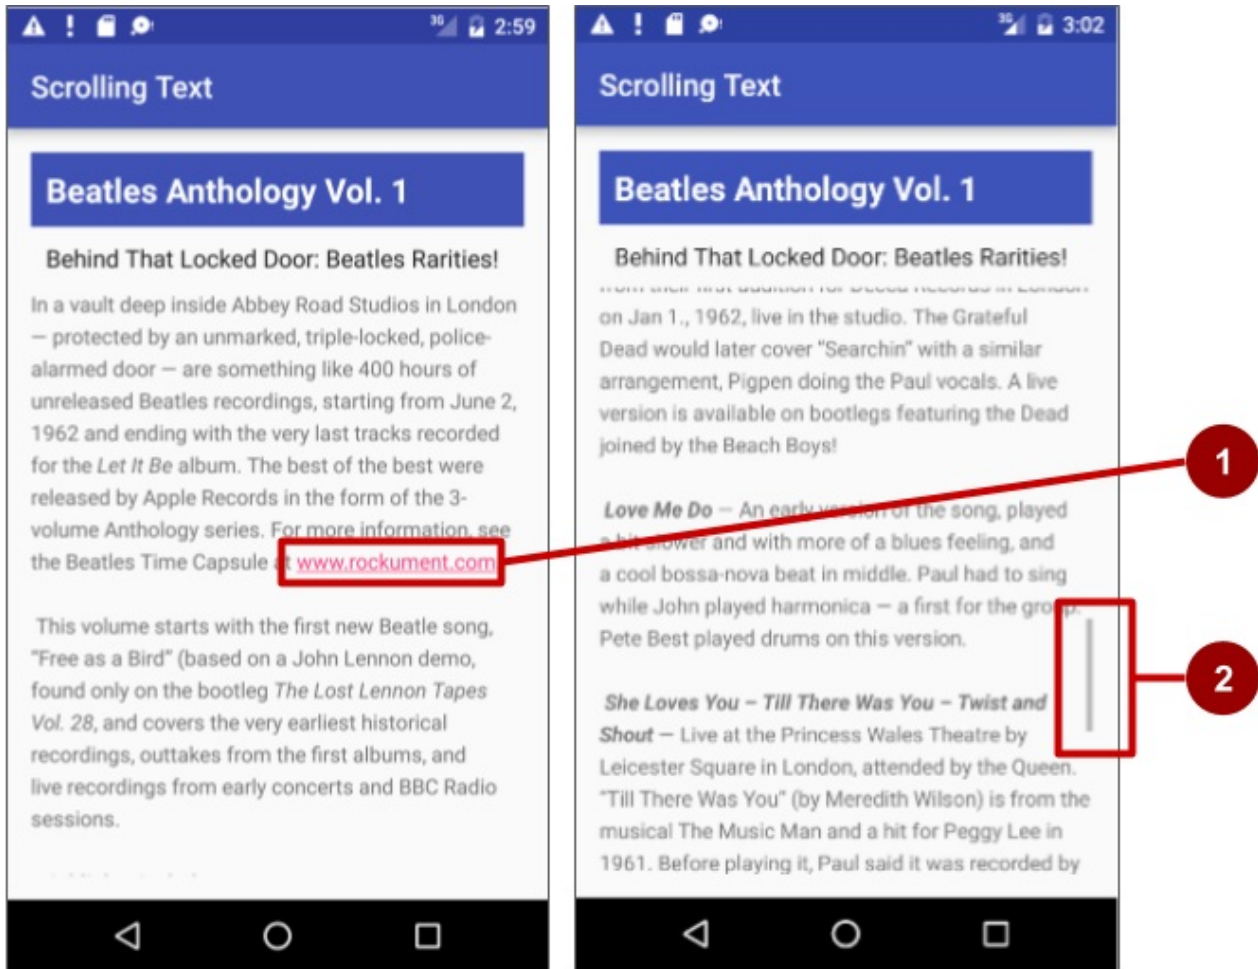 2:59
Scrolling Text
Beatles Anthology Vol. 1
Behind That Locked Door: Beatles Rarities!
In a vault deep inside Abbey Road Studios in London
— protected by an unmarked, triple-locked, police-
alarmed door — are something like 400 hours of
unreleased Beatles recordings, starting from June 2,
1962 and ending with the very last tracks recorded
for the Let It Be album. The best of the best were
released by Apple Records in the form of the 3-
volume Anthology series. For more information, see
the Beatles Time Capsule at www.rockument.com
This volume starts with the first new Beatle song,
“Free as a Bird” (based on a John Lennon demo,
found only on the bootleg The Lost Lennon Tapes
Vol. 28, and covers the very earliest historical
recordings, outtakes from the first albums, and
live recordings from early concerts and BBC Radio
sessions.
3G
3:02
Scrolling Text
Beatles Anthology Vol. 1
Behind That Locked Door: Beatles Rarities!
on Jan 1., 1962, live in the studio. The Grateful
Dead would later cover “Searchin” with a similar
arrangement, Pigpen doing the Paul vocals. A live
version is available on bootlegs featuring the Dead
joined by the Beach Boys!
Love Me Do — An early version of the song, played
a bit slower and with more of a blues feeling, and
a cool bossa-nova beat in middle. Paul had to sing
while John played harmonica — a first for the group.
Pete Best played drums on this version.
She Loves You – Till There Was You – Twist and
Shout — Live at the Princess Wales Theatre by
Leicester Square in London, attended by the Queen.
“Till There Was You” (by Meredith Wilson) is from the
musical The Music Man and a hit for Peggy Lee in
1961. Before playing it, Paul said it was recorded by
1
2